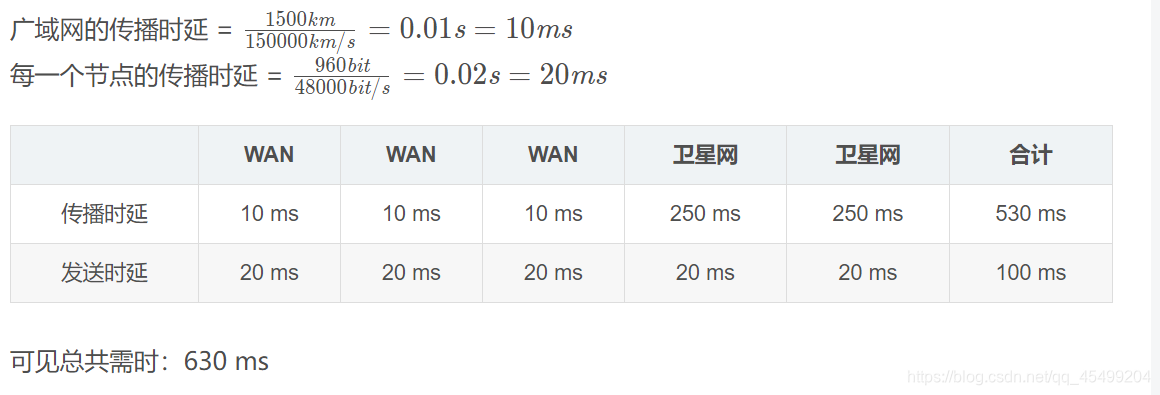 广域网的传播时延 = 1500km/150000km/s = 0.01s = 10ms
每一个节点的传播时延 = 960bit/48000bit/s = 0.02s = 20ms
WAN WAN WAN 卫星网 卫星网 合计
传播时延 10 ms 10 ms 10 ms 250 ms 250 ms 530 ms
发送时延 20 ms 20 ms 20 ms 20 ms 20 ms 100 ms
可见总共需时：630 ms
https://blog.csdn.net/qq_45499204